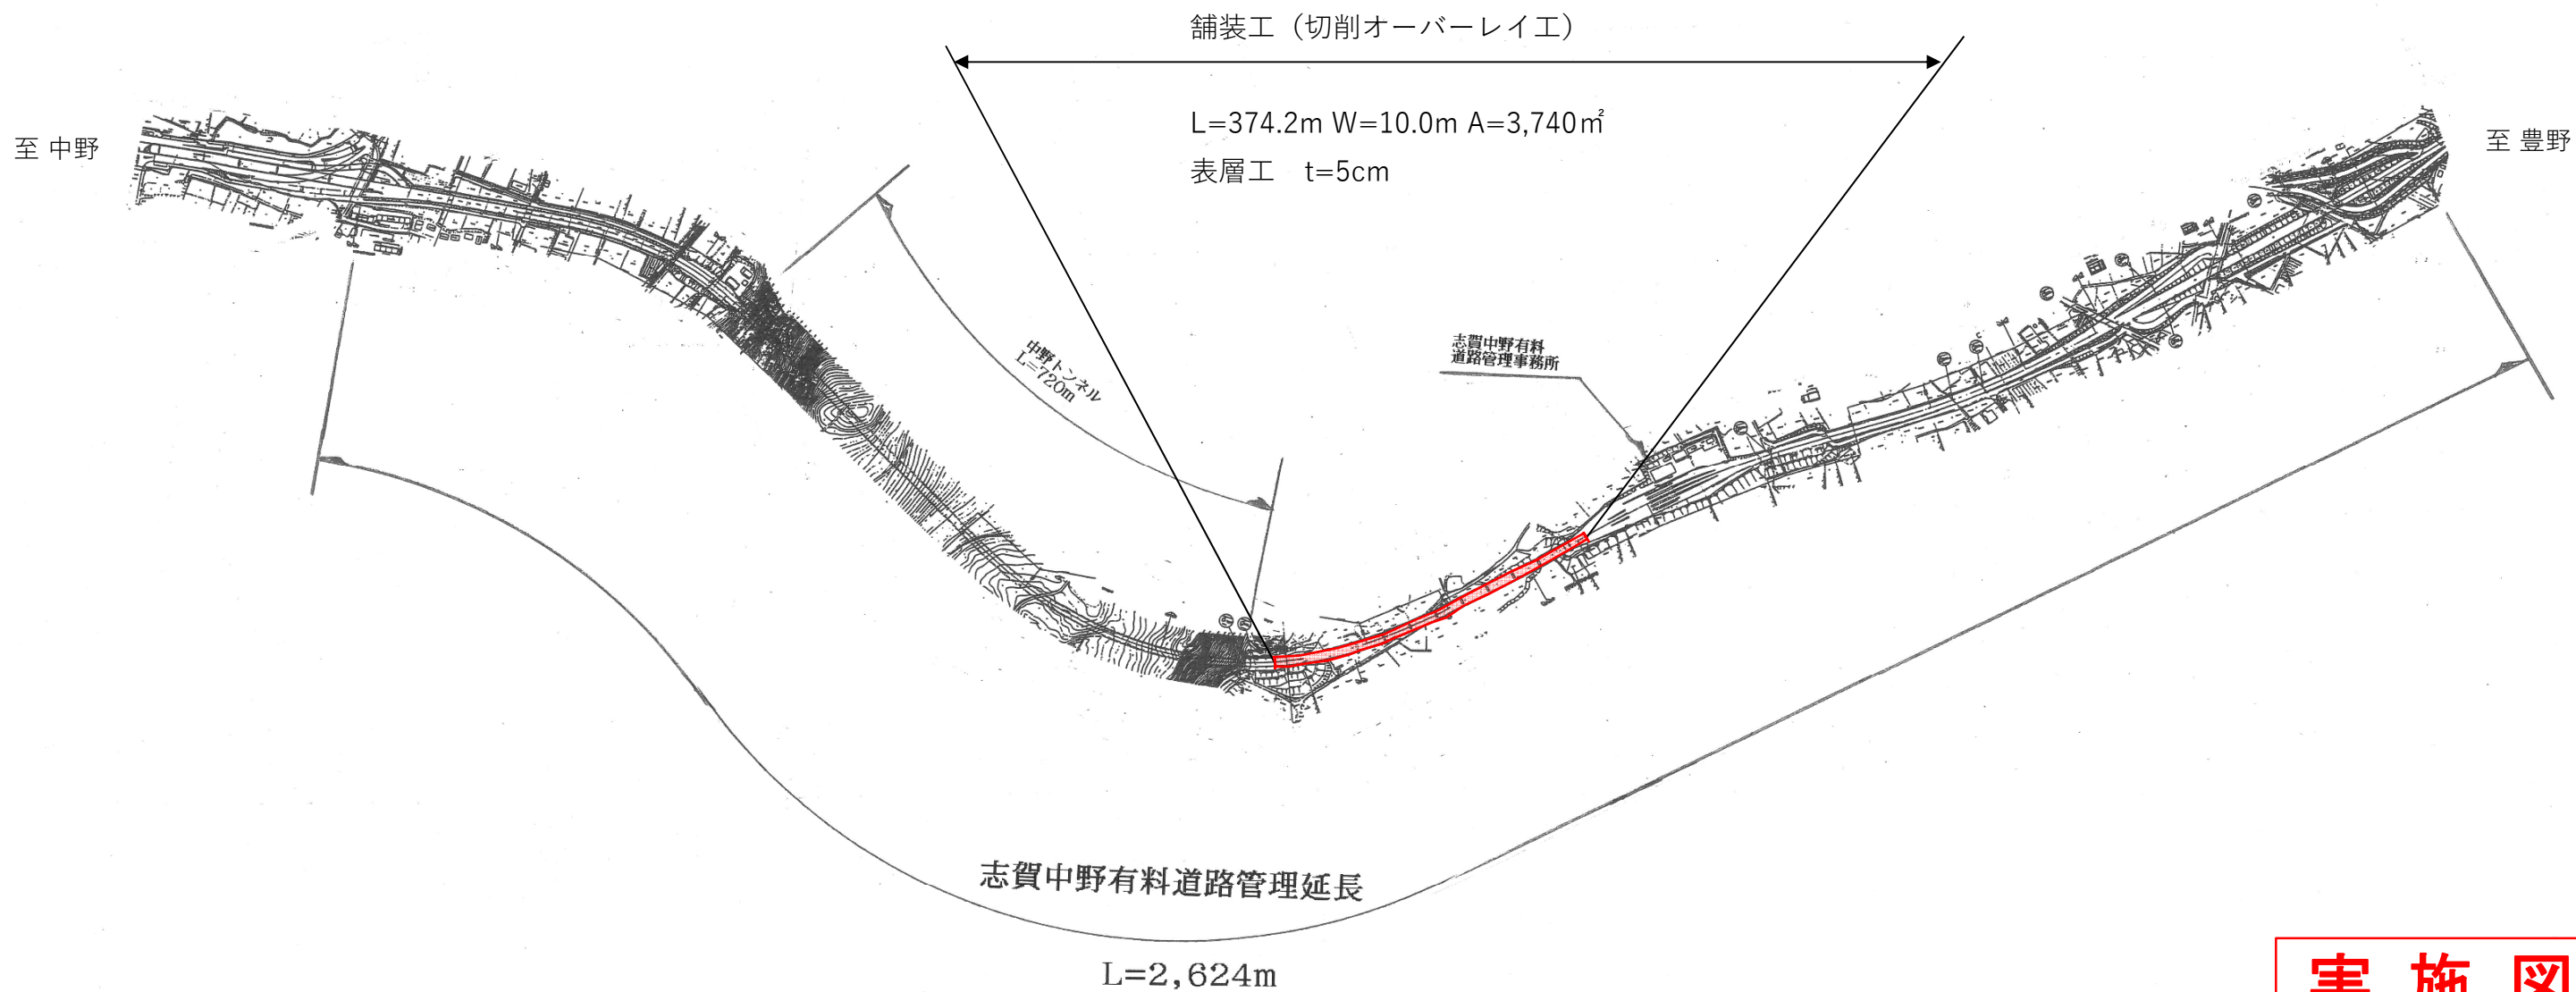 舗装工（切削オーバーレイ工）
L=374.2m W=10.0m A=3,740㎡
表層工　t=5cm
至 中野
至 豊野
中野トンネル
L=720m
志賀中野有料
道路管理事務所
志賀中野有料道路管理延長
L=2,624m
実 施 図